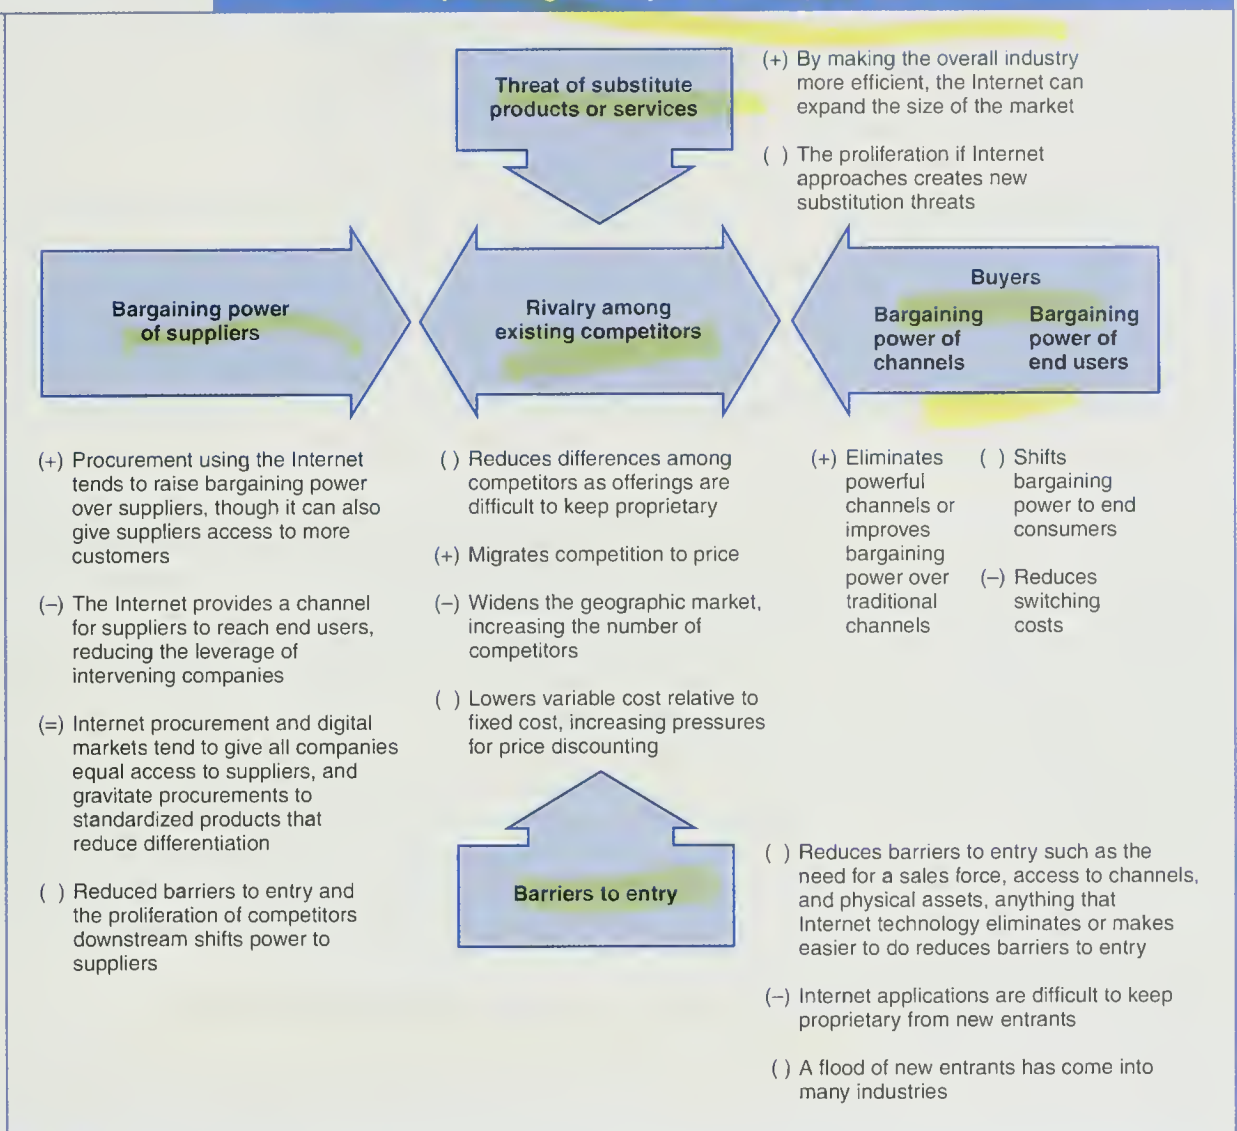 Threat of substitute
products or services
(+) By making the overall industry
more efficient, the Internet can
expand the size of the market
( ) The proliferation if Internet
approaches creates new
substitution threats
Bargaining power
of suppliers
Rivalry among
existing competitors
Buyers
Bargaining
power of
channels
Bargaining
power of
end users
(+) Procurement using the Internet
tends to raise bargaining power
over suppliers, though it can also
give suppliers access to more
customers
(–) The Internet provides a channel
for suppliers to reach end users,
reducing the leverage of
intervening companies
(=) Internet procurement and digital
markets tend to give all companies
equal access to suppliers, and
gravitate procurements to
standardized products that
reduce differentiation
( ) Reduced barriers to entry and
the proliferation of competitors
downstream shifts power to
suppliers
( ) Reduces differences among
competitors as offerings are
difficult to keep proprietary
(+) Migrates competition to price
(–) Widens the geographic market,
increasing the number of
competitors
( ) Lowers variable cost relative to
fixed cost, increasing pressures
for price discounting
(+) Eliminates
powerful
channels or
improves
bargaining
power over
traditional
channels
( ) Shifts
bargaining
power to end
consumers
(–) Reduces
switching
costs
Barriers to entry
( ) Reduces barriers to entry such as the
need for a sales force, access to channels,
and physical assets, anything that
Internet technology eliminates or makes
easier to do reduces barriers to entry
(–) Internet applications are difficult to keep
proprietary from new entrants
( ) A flood of new entrants has come into
many industries